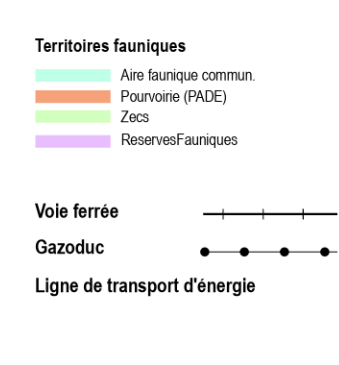 Territoires fauniques
Aire faunique commun.
Pourvoirie (PADE)
Zecs
ReservesFauniques
Voie ferrée
Gazoduc
Ligne de transport d'énergie